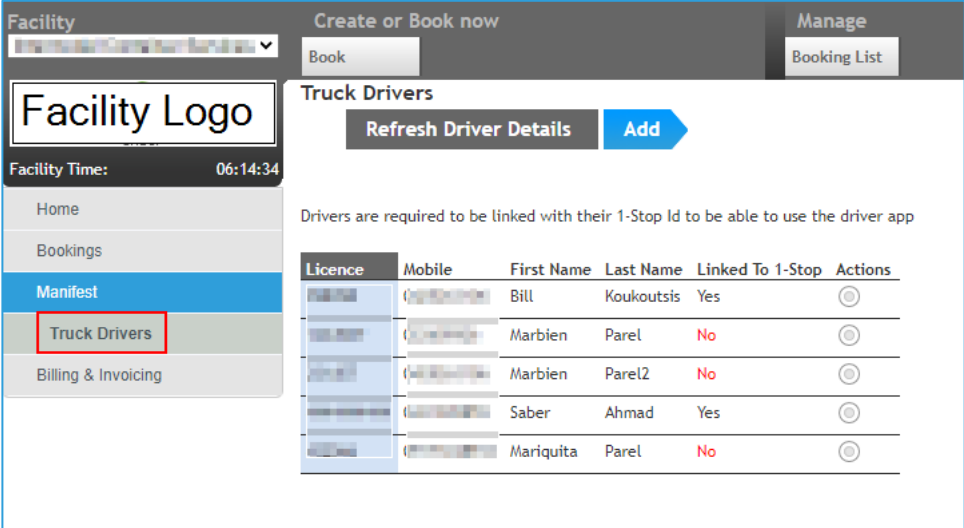 Facility
Create or Book now
Manage
Book
Booking List
Facility Logo
Facility Time: 06:14:34
Truck Drivers
Refresh Driver Details
Add
Home
Bookings
Manifest
Truck Drivers
Billing & Invoicing
Drivers are required to be linked with their 1-Stop Id to be able to use the driver app
Licence Mobile First Name Last Name Linked To 1-Stop Actions
Bill Koukoutsis Yes
Marbien Parel No
Marbien Parel2 No
Saber Ahmad Yes
Mariquita Parel No